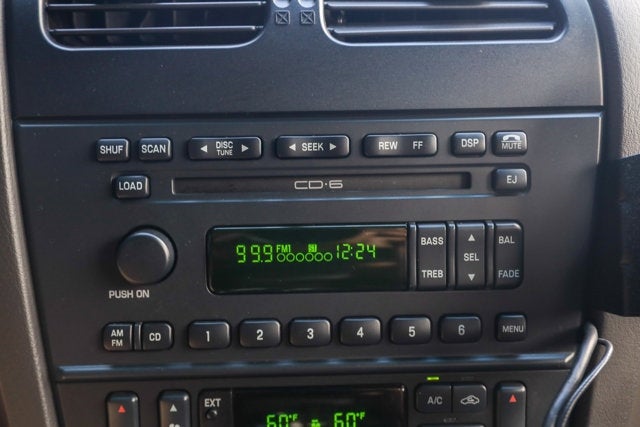 SHUF SCAN DISC TUNE SEEK REW FF DSP MUTE
LOAD CD·6 EJ
99.9 FM1 12:24
BASS SEL BAL
TREB FADE
PUSH ON
AM FM CD 1 2 3 4 5 6 MENU
EXT 60°F 60°F A/C